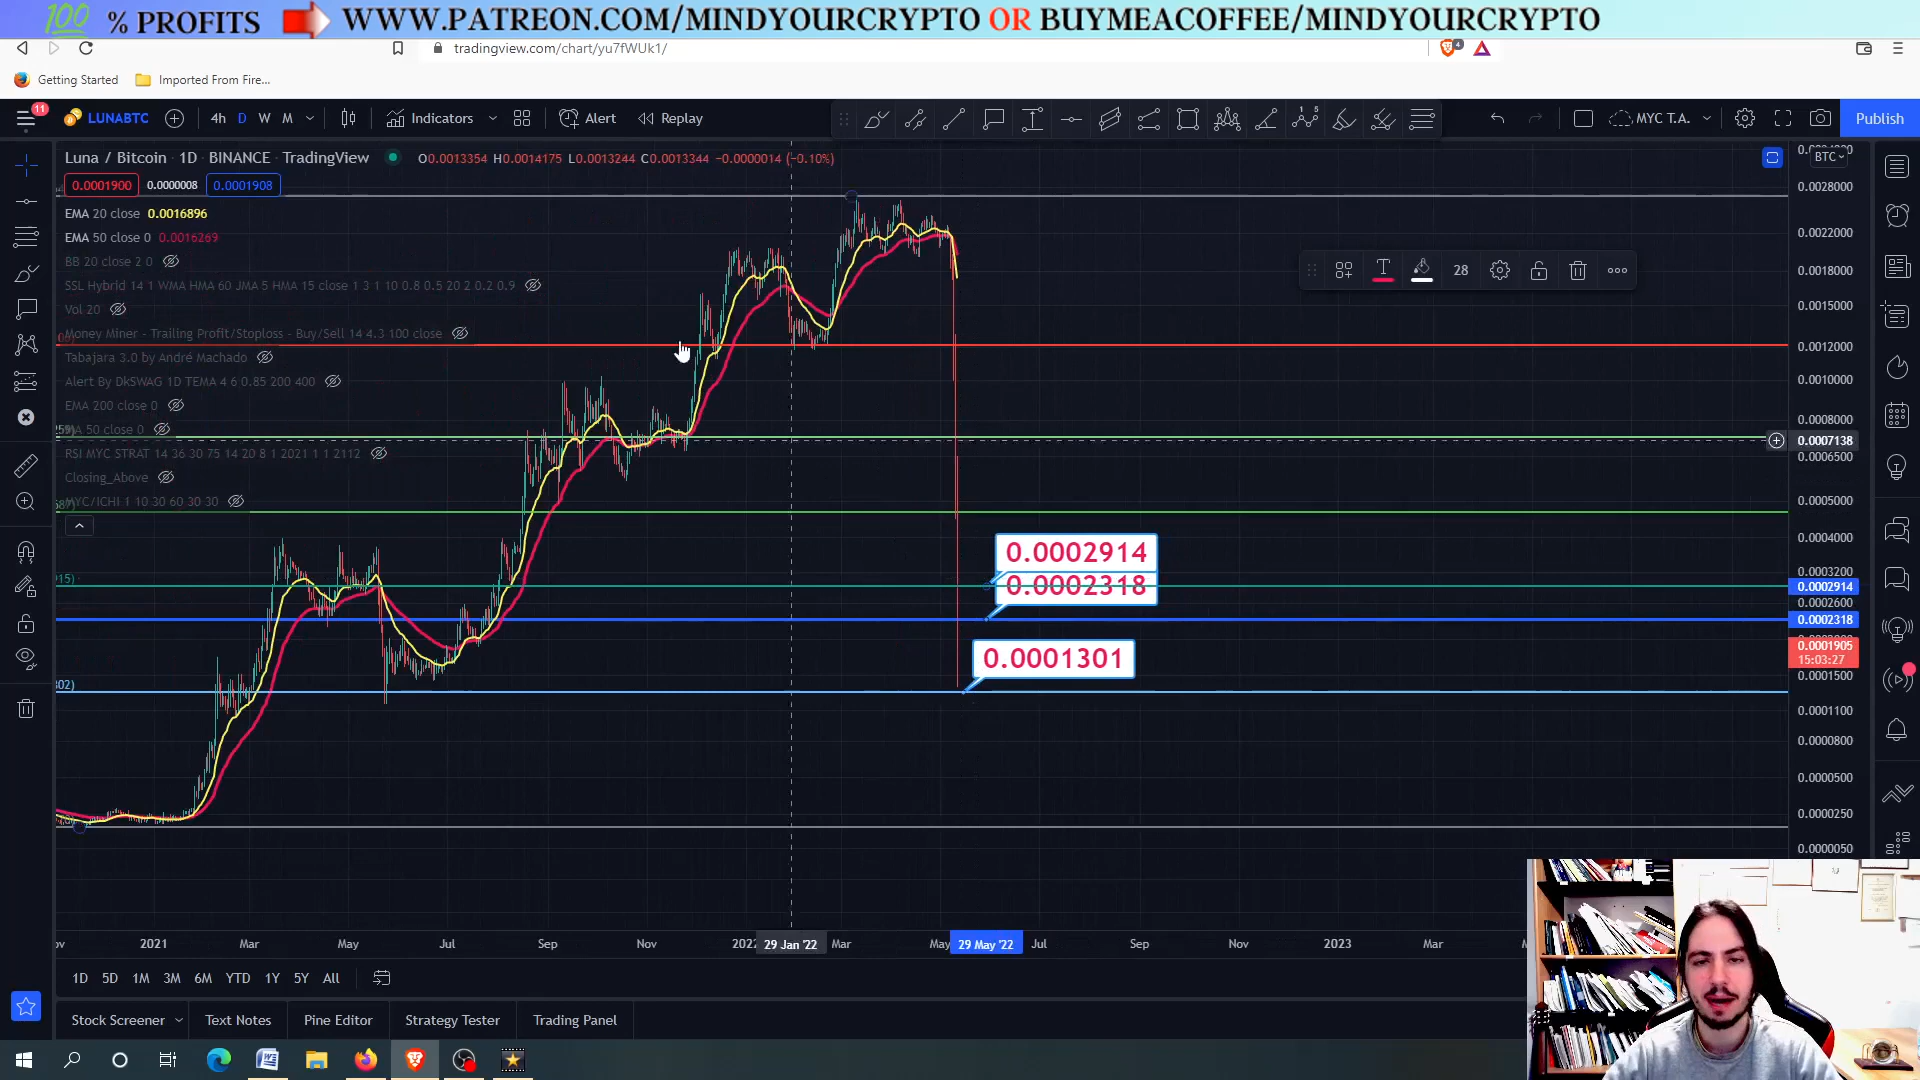 100 % PROFITS WWW.PATREON.COM/MINDYOURCRYPTO OR BUYMEACOFFEE/MINDYOURCRYPTO
tradingview.com/chart/yu7fWUk1/
4
Getting Started Imported From Fire...
11 LUNABTC 4h D W M Indicators Alert Replay MYC T.A. Publish
Luna / Bitcoin · 1D · BINANCE · TradingView O0.0013354 H0.0014175 L0.0013244 C0.0013344 −0.0000014 (−0.10%)
BTC
0.0001900 0.0000008 0.0001908
0.0028000
EMA 20 close 0.0016896
EMA 50 close 0 0.0016269
0.0022000
BB 20 close 2 0
28
0.0018000
SSL Hybrid 14 1 WMA HMA 60 JMA 5 HMA 15 close 1 3 1 10 0.8 0.5 20 2 0.2 0.9
Vol 20
0.0015000
Money Miner - Trailing Profit/Stoploss - Buy/Sell 14 4.3 100 close
0.0012000
Tabajara 3.0 by André Machado
Alert By DkSWAG 1D TEMA 4 6 0.85 200 400
0.0010000
EMA 200 close 0
0.0008000
MA 50 close 0
0.0007138
RSI MYC STRAT 14 36 30 75 14 20 8 1 2021 1 1 2112
0.0006500
Closing_Above
MYC/ICHI 1 10 30 60 30 30
0.0005000
0.0004000
0.0002914
0.0003200
0.0002318
0.0002914
0.0002600
0.0002318
0.0001905
15:03:27
0.0001301
0.0001500
0.0001100
0.0000800
0.0000500
0.0000250
0.0000050
2021 Mar May Jul Sep Nov 2022 29 Jan '22 Mar May 29 May '22 Jul Sep Nov 2023 Mar
1D 5D 1M 3M 6M YTD 1Y 5Y All
Stock Screener Text Notes Pine Editor Strategy Tester Trading Panel